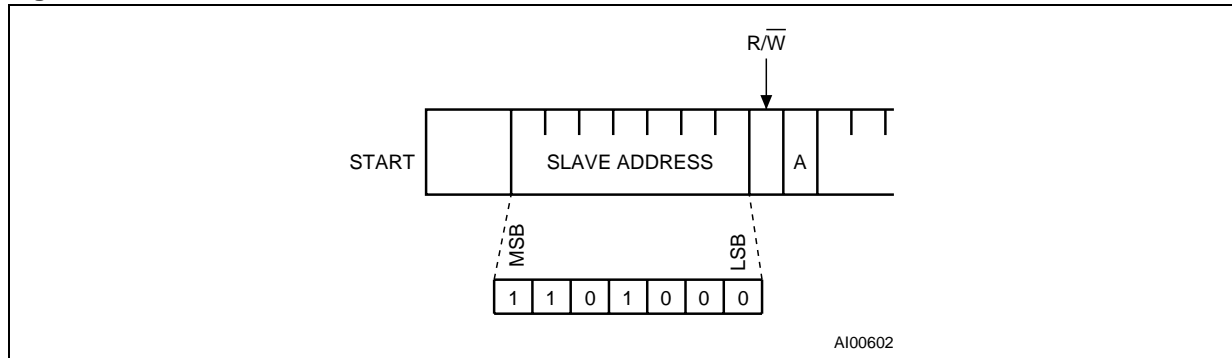 R/W̅
START
SLAVE ADDRESS
A
MSB
LSB
1 1 0 1 0 0 0
AI00602